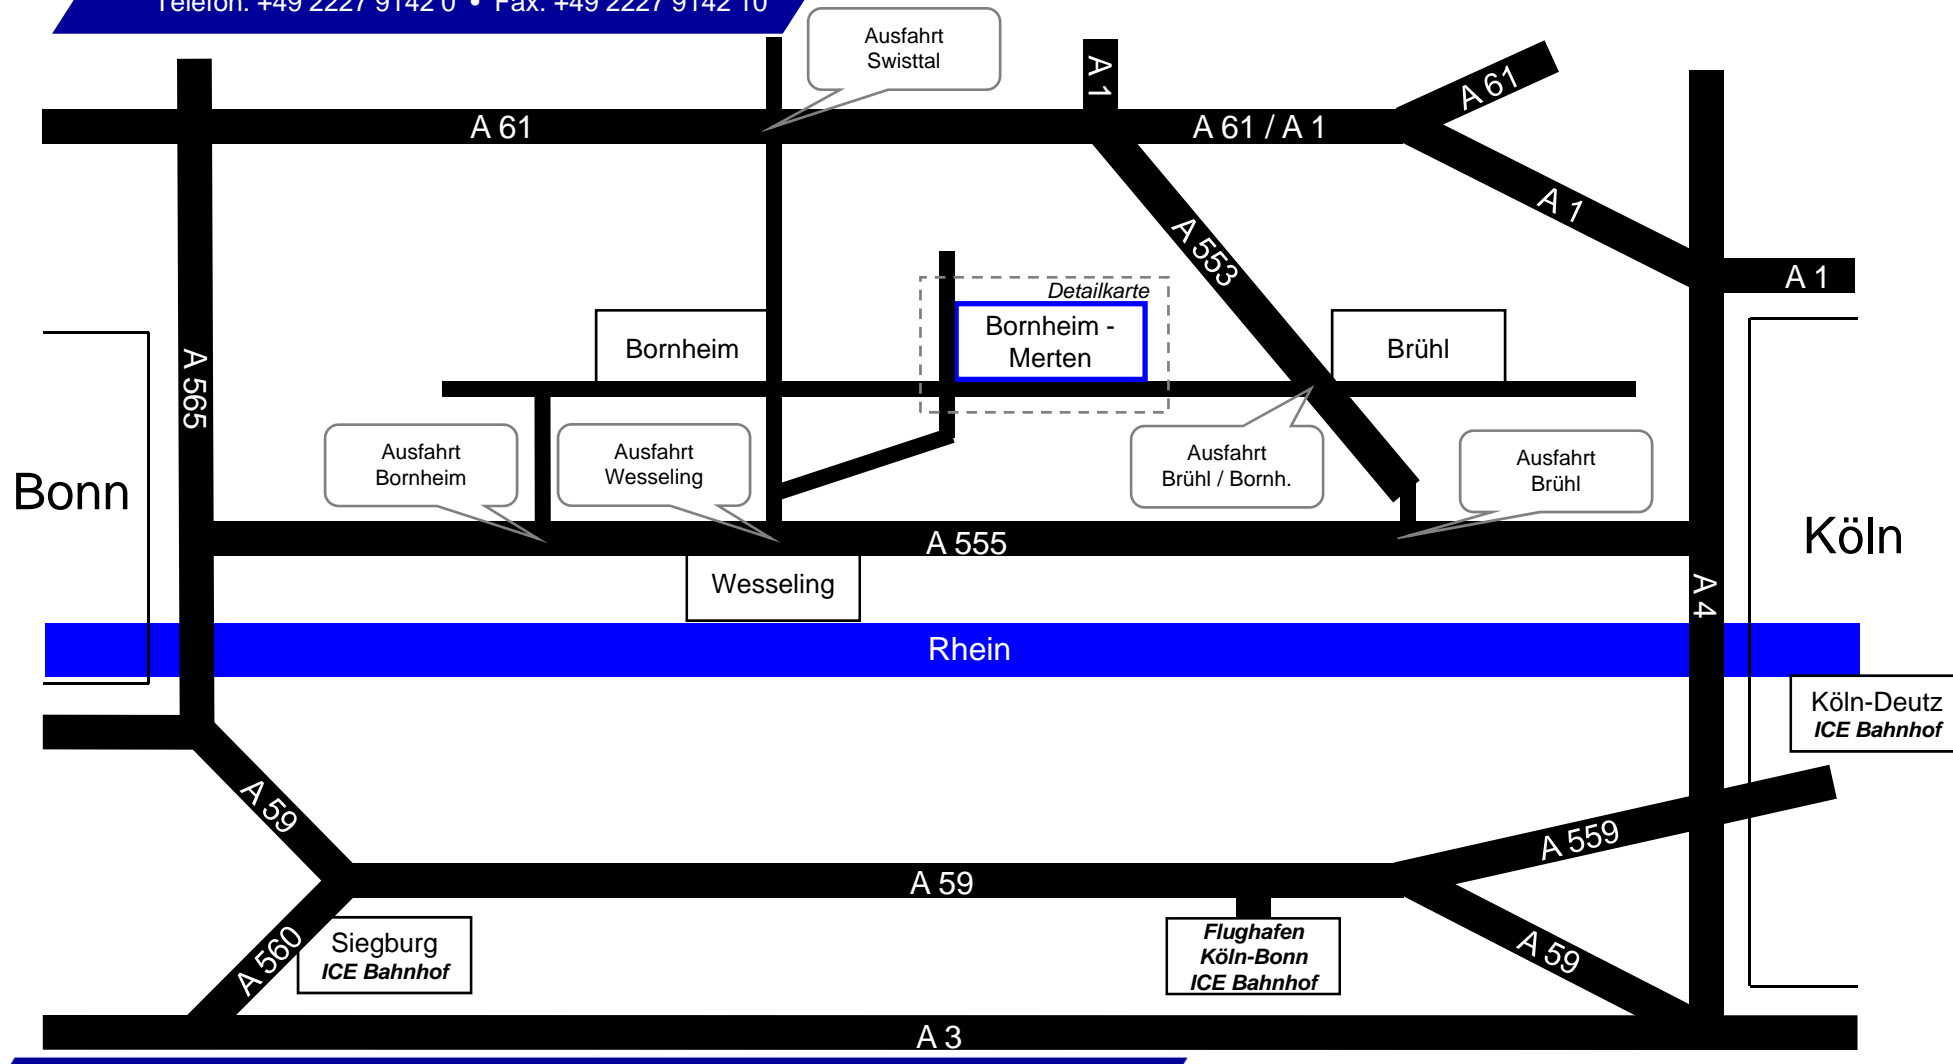 Telefon: +49 2227 9142 0 • Fax: +49 2227 9142 10
Ausfahrt
Swisttal
A 1
A 61
A 61
A 61 / A 1
A 1
A 553
A 1
Detailkarte
Bornheim
Bornheim -
Merten
Brühl
A 565
Ausfahrt
Bornheim
Ausfahrt
Wesseling
Ausfahrt
Brühl / Bornh.
Ausfahrt
Brühl
Bonn
Köln
A 555
Wesseling
A 4
Rhein
Köln-Deutz
ICE Bahnhof
A 59
A 559
A 59
Siegburg
ICE Bahnhof
A 560
Flughafen
Köln-Bonn
ICE Bahnhof
A 59
A 3